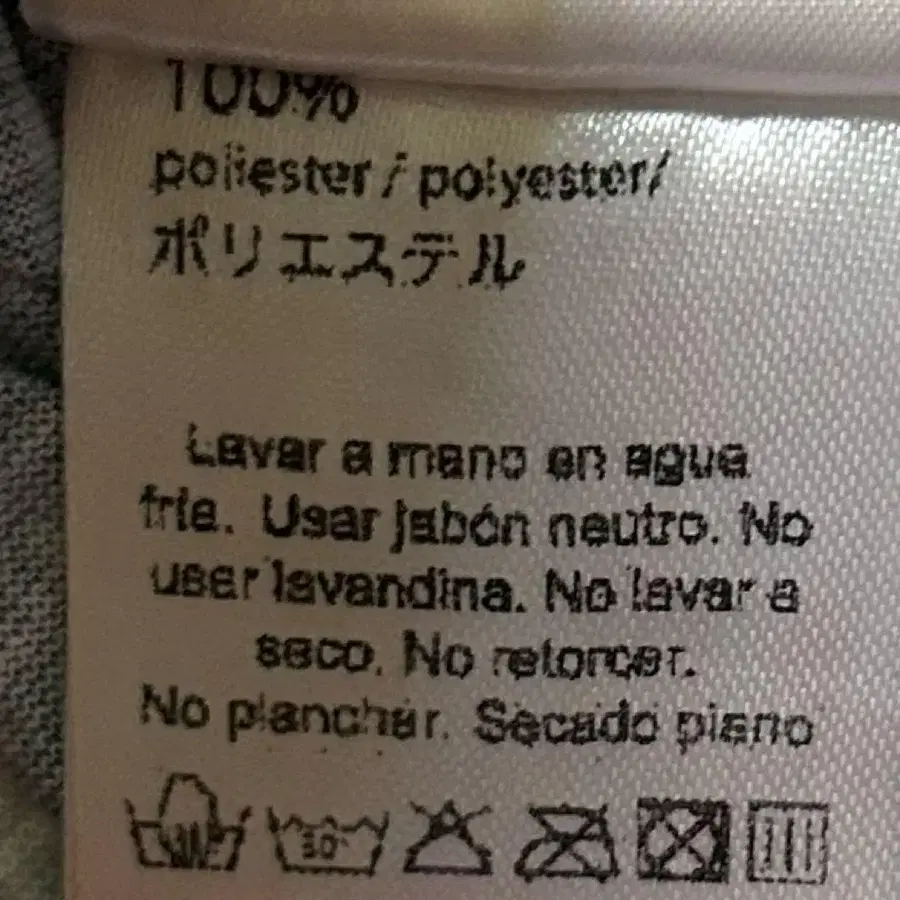 100%
poliester / polyester/
ポリエステル
Lavar a mano en agua
fría. Usar jabón neutro. No
usar lavandina. No lavar a
seco. No retorcer.
No planchar. Secado plano
30°